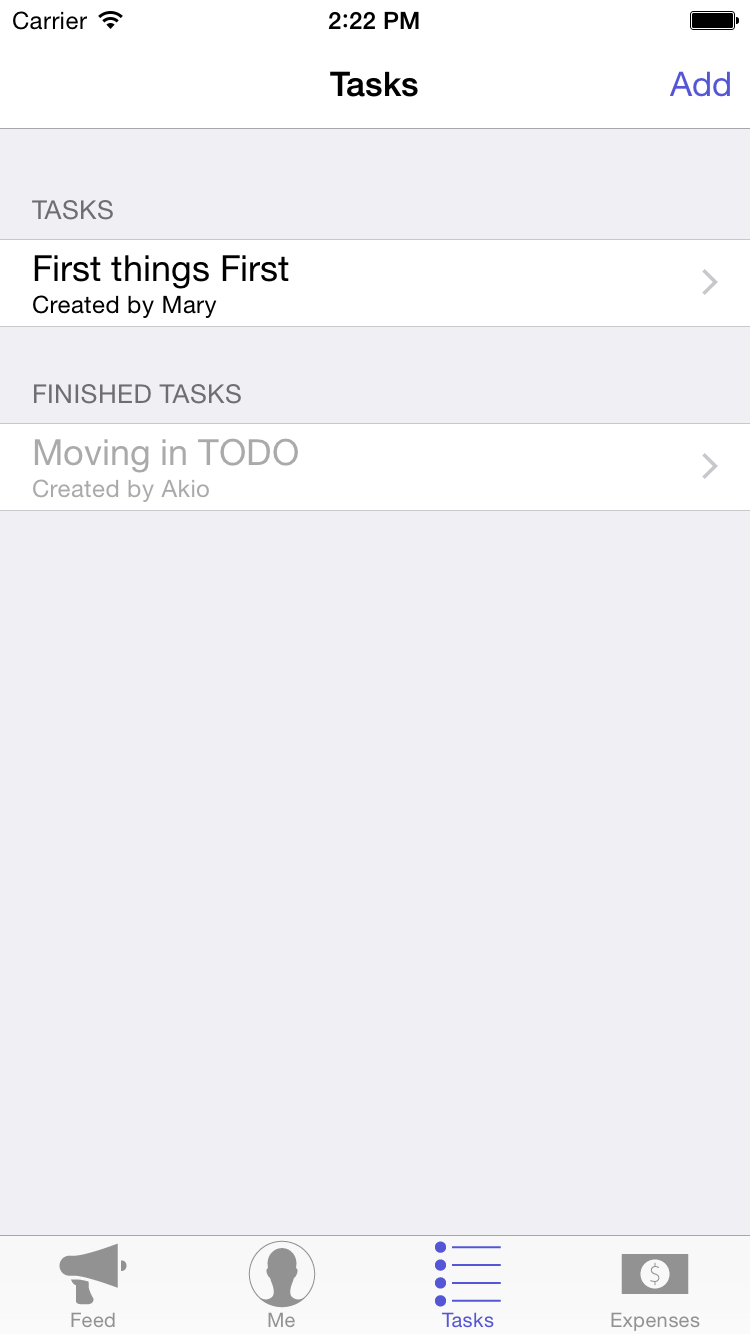 Carrier 2:22 PM
Tasks Add
TASKS
First things First
Created by Mary
FINISHED TASKS
Moving in TODO
Created by Akio
$
Feed Me Tasks Expenses